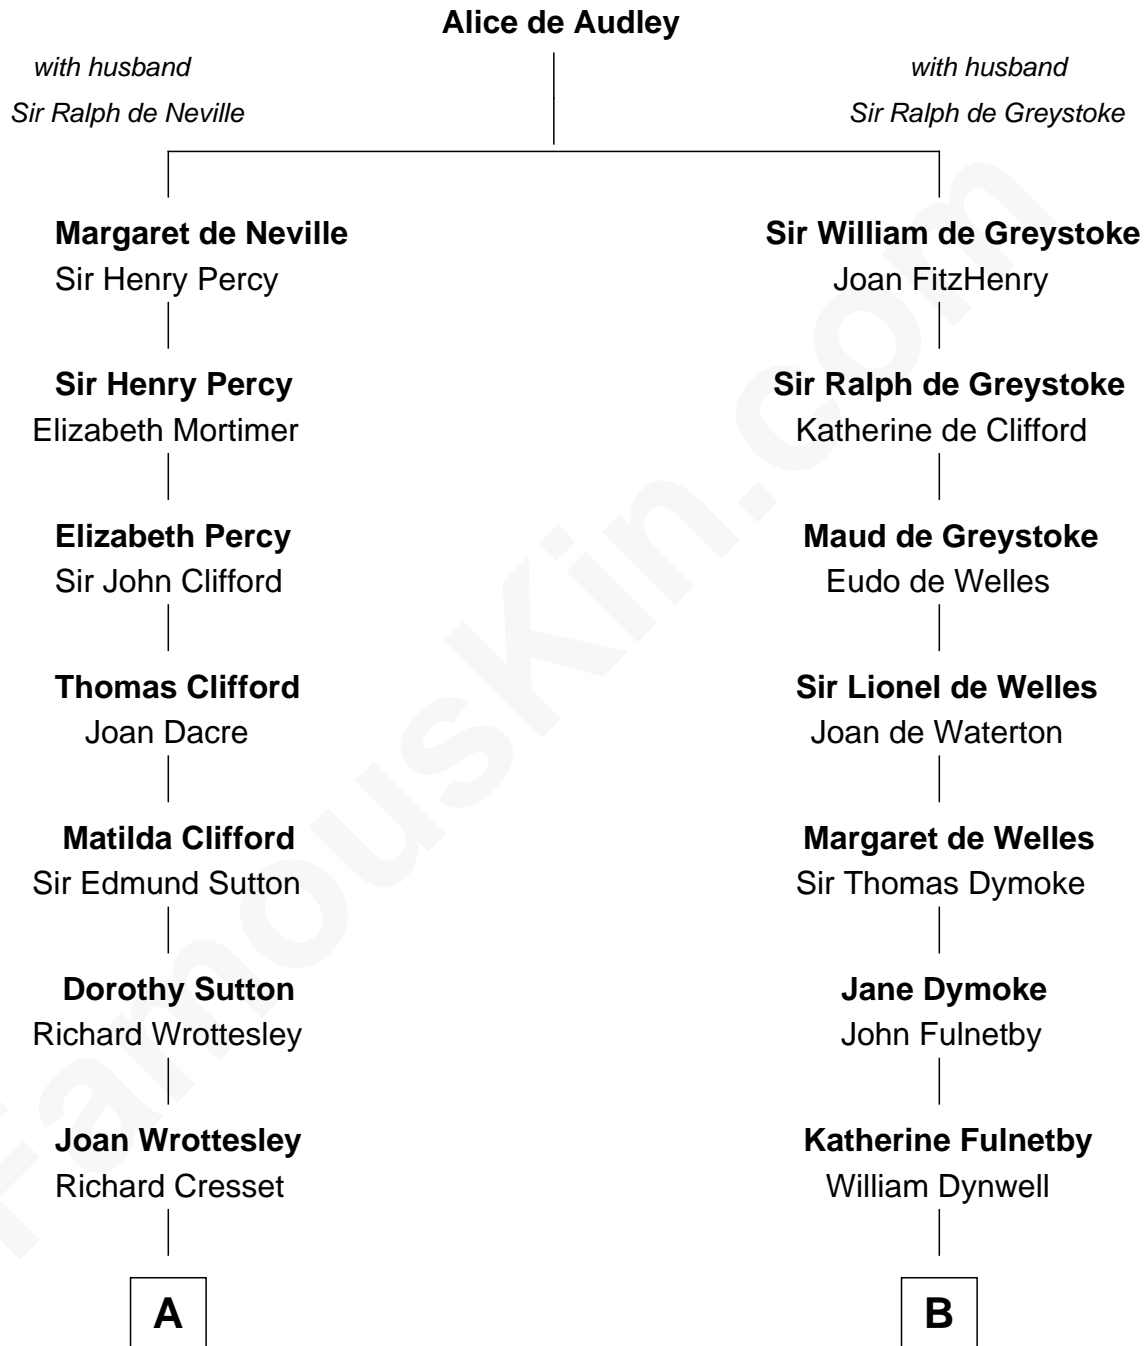 Alice de Audley
with husband
Sir Ralph de Neville
with husband
Sir Ralph de Greystoke
Margaret de Neville
Sir Henry Percy
Sir William de Greystoke
Joan FitzHenry
Sir Henry Percy
Elizabeth Mortimer
Sir Ralph de Greystoke
Katherine de Clifford
Elizabeth Percy
Sir John Clifford
Maud de Greystoke
Eudo de Welles
Thomas Clifford
Joan Dacre
Sir Lionel de Welles
Joan de Waterton
Matilda Clifford
Sir Edmund Sutton
Margaret de Welles
Sir Thomas Dymoke
Dorothy Sutton
Richard Wrottesley
Jane Dymoke
John Fulnetby
Joan Wrottesley
Richard Cresset
Katherine Fulnetby
William Dynwell
A
B
FamousKin.com